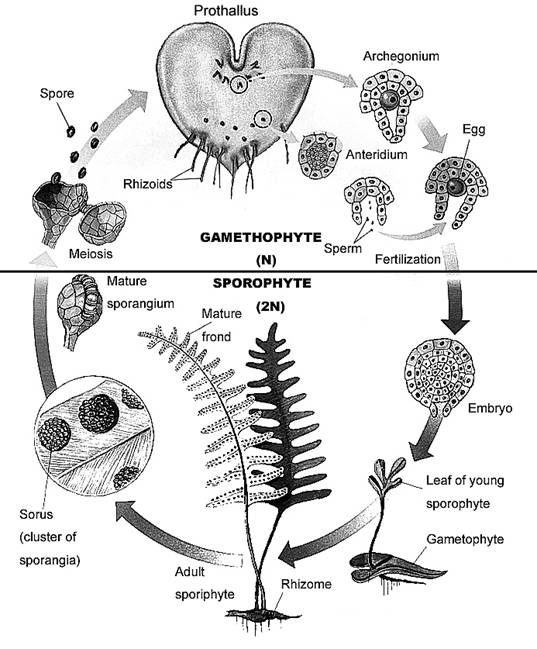 Prothallus
Archegonium
Spore
Egg
Anteridium
Rhizoids
Meiosis
Sperm
GAMETHOPHYTE
(N)
Fertilization
SPOROPHYTE
(2N)
Mature
sporangium
Mature
frond
Embryo
Leaf of young
sporophyte
Sorus
(cluster of
sporangia)
Gametophyte
Adult
sporiphyte
Rhizome